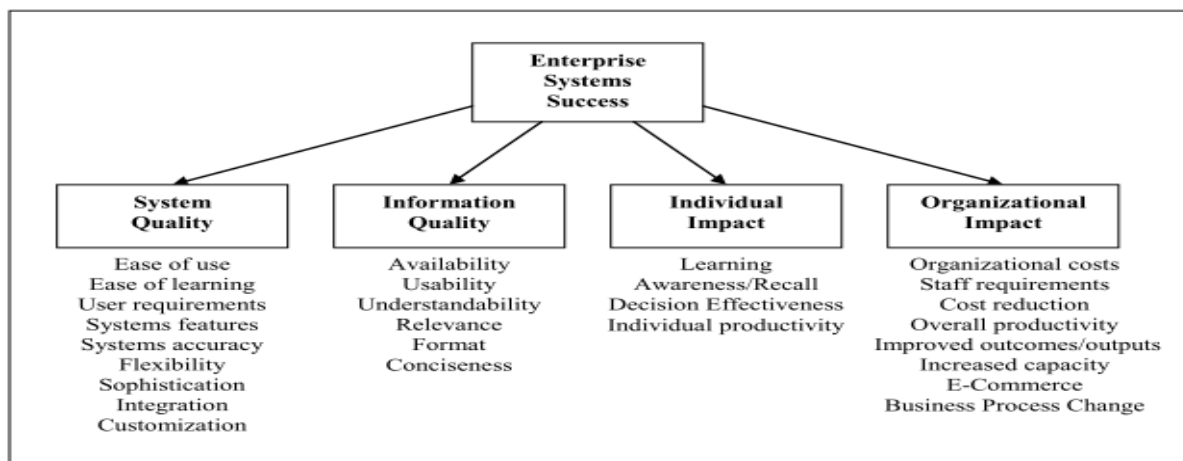 Enterprise
Systems
Success
System
Quality
Ease of use
Ease of learning
User requirements
Systems features
Systems accuracy
Flexibility
Sophistication
Integration
Customization
Information
Quality
Availability
Usability
Understandability
Relevance
Format
Conciseness
Individual
Impact
Learning
Awareness/Recall
Decision Effectiveness
Individual productivity
Organizational
Impact
Organizational costs
Staff requirements
Cost reduction
Overall productivity
Improved outcomes/outputs
Increased capacity
E-Commerce
Business Process Change